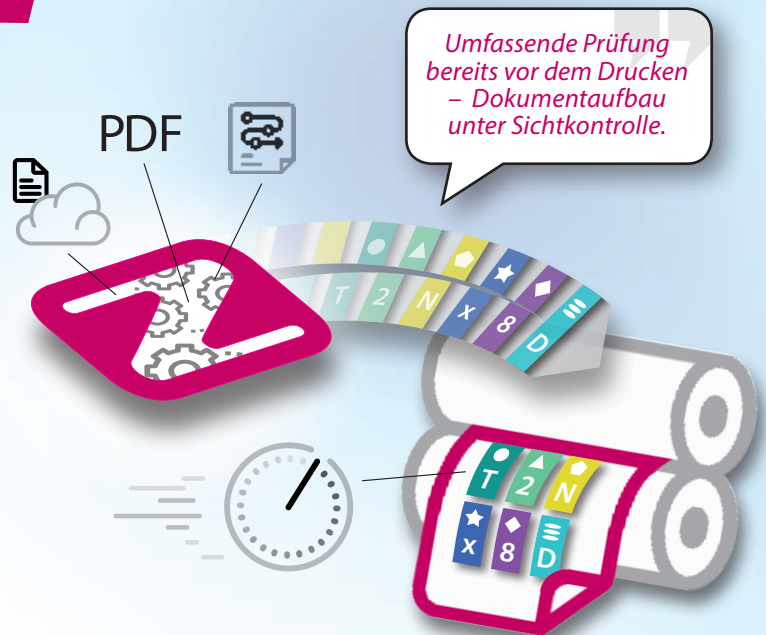 Umfassende Prüfung
bereits vor dem Drucken
– Dokumentaufbau
unter Sichtkontrolle.
PDF
T 2 N x 8 D
T 2 N
x 8 D